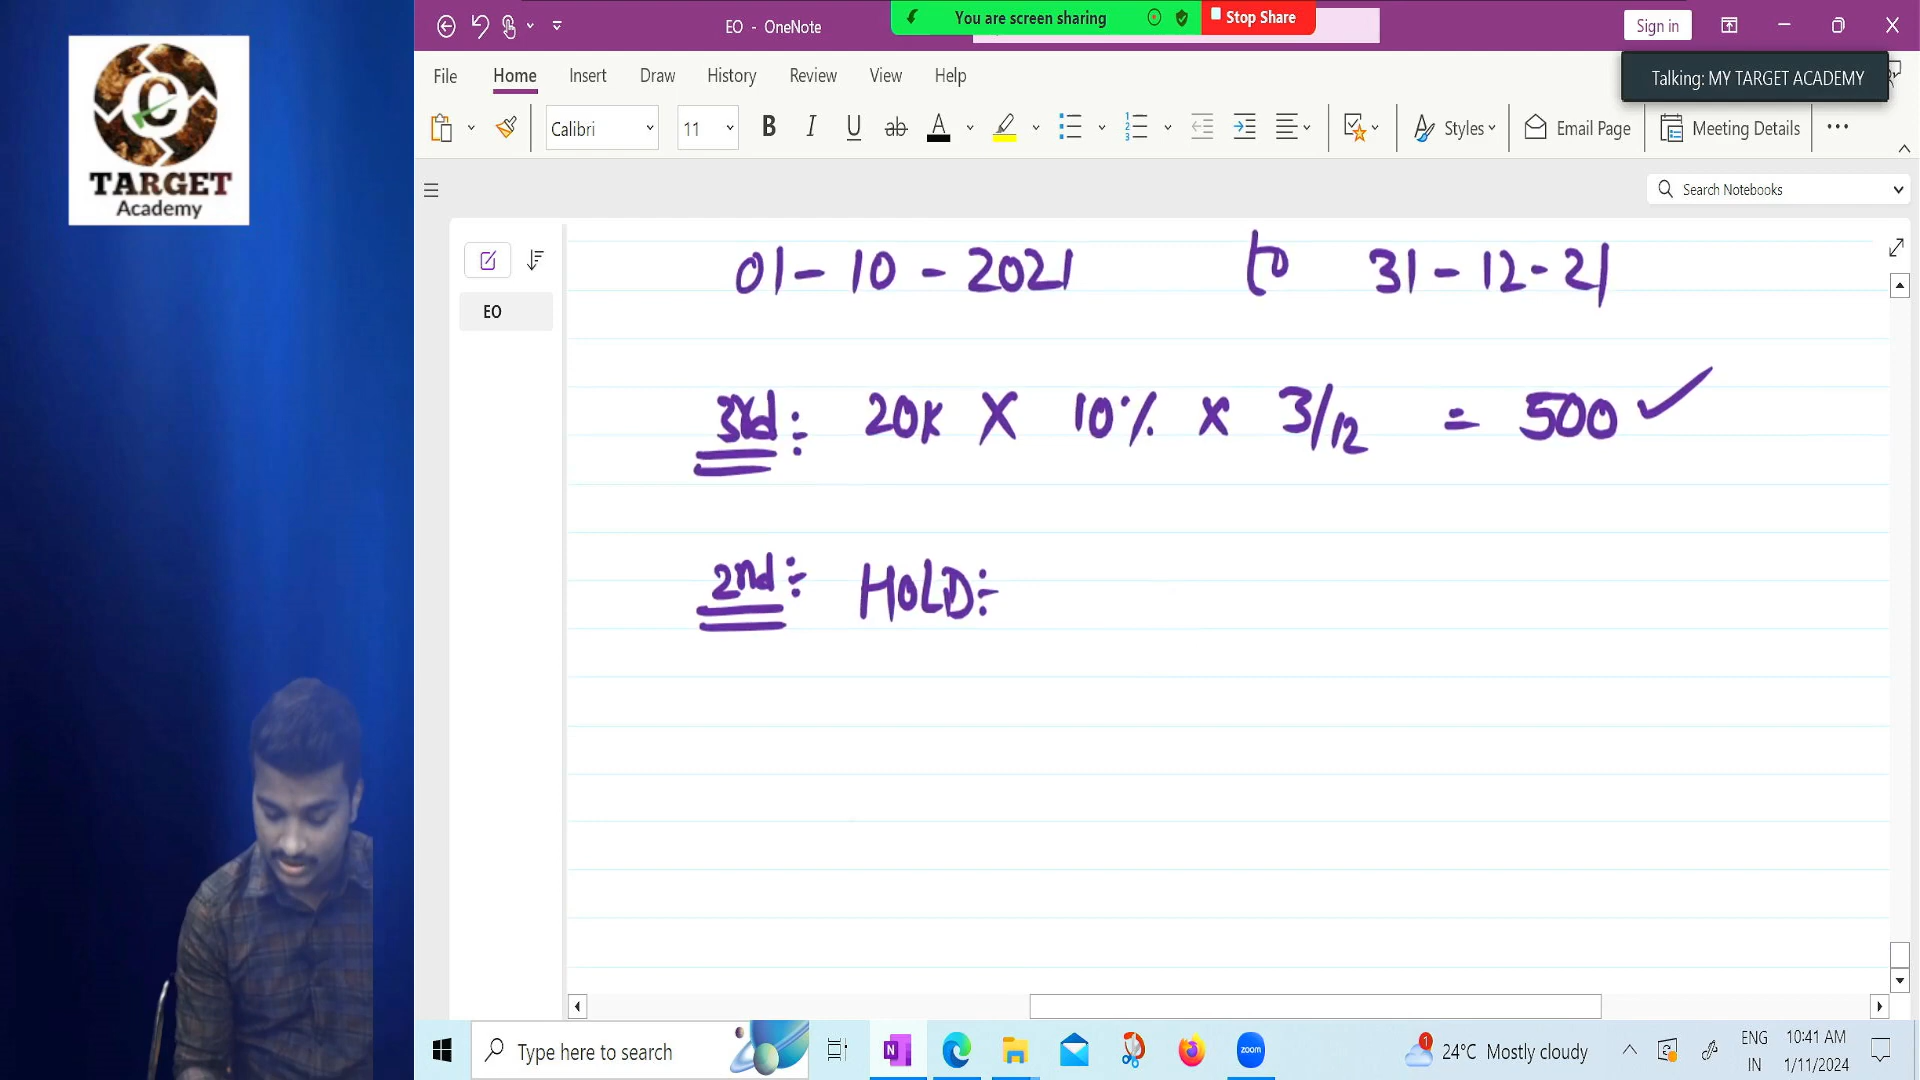 C
TARGET
Academy
EO - OneNote
You are screen sharing
Stop Share
Sign in
File Home Insert Draw History Review View Help
Talking: MY TARGET ACADEMY
Calibri 11 B I U ab A Styles Email Page Meeting Details
Search Notebooks
EO
01 - 10 - 2021 to 31 - 12 - 21
3rd :- 20K X 10% X 3/12 = 500 ✓
2nd :- HOLD :-
Type here to search
N
zoom
1
24°C Mostly cloudy
ENG
IN
10:41 AM
1/11/2024